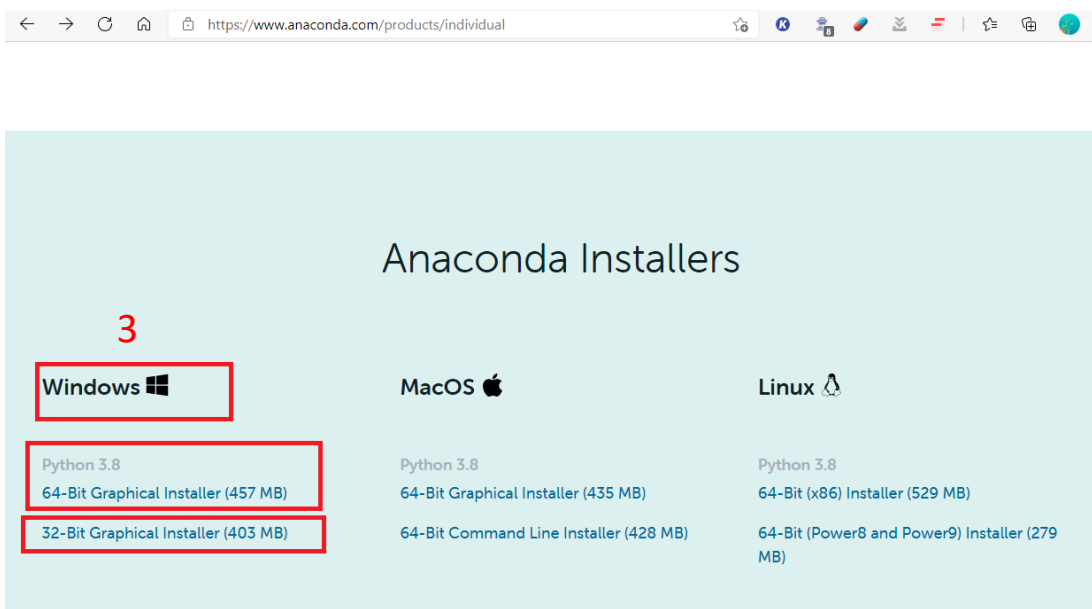 https://www.anaconda.com/products/individual
8
Anaconda Installers
3
Windows
MacOS
Linux
Python 3.8
64-Bit Graphical Installer (457 MB)
32-Bit Graphical Installer (403 MB)
Python 3.8
64-Bit Graphical Installer (435 MB)
64-Bit Command Line Installer (428 MB)
Python 3.8
64-Bit (x86) Installer (529 MB)
64-Bit (Power8 and Power9) Installer (279
MB)